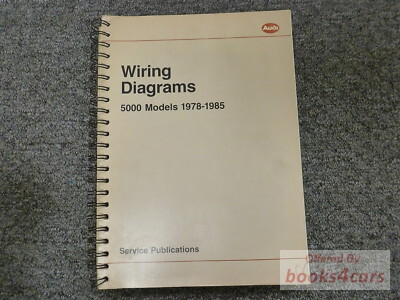 Audi
Wiring
Diagrams
5000 Models 1978-1985
Service Publications
Offered By
books4cars